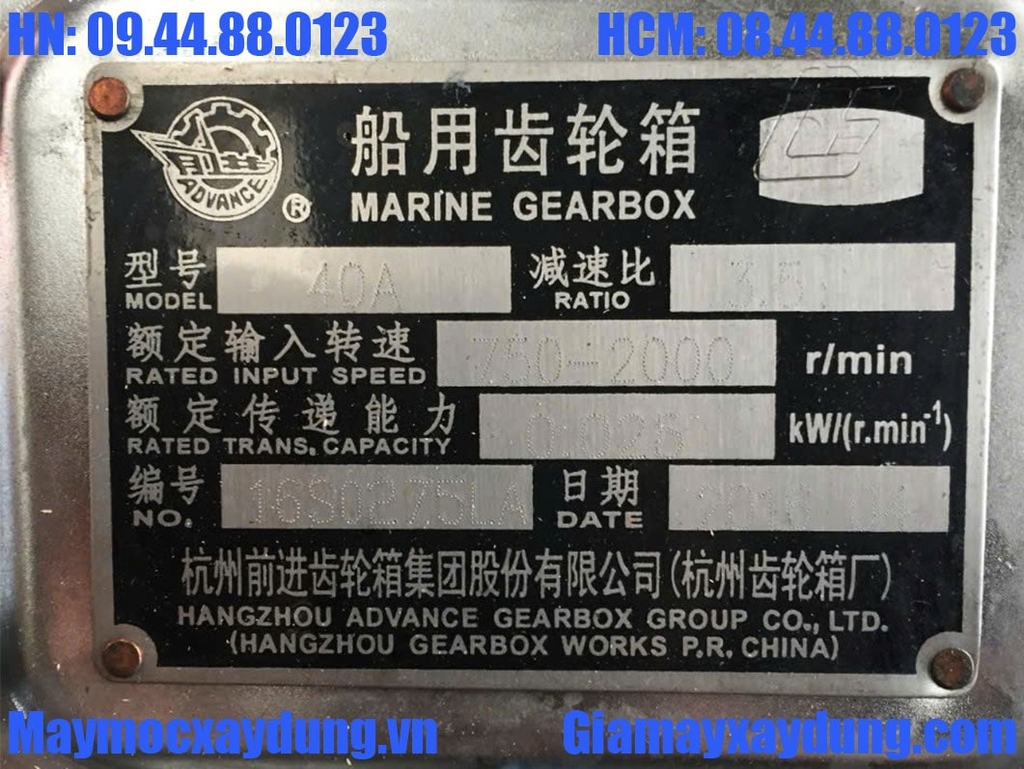 HN: 09.44.88.0123 HCM: 08.44.88.0123
前进
ADVANCE ®
船用齿轮箱
MARINE GEARBOX
型号 40A 减速比 3.5
MODEL RATIO
额定输入转速 750-2000 r/min
RATED INPUT SPEED
额定传递能力 0.025 kW/(r.min⁻¹)
RATED TRANS. CAPACITY
编号 16S0275LA 日期 2016
NO. DATE
杭州前进齿轮箱集团股份有限公司(杭州齿轮箱厂)
HANGZHOU ADVANCE GEARBOX GROUP CO., LTD.
(HANGZHOU GEARBOX WORKS P.R. CHINA)
Maymocxaydung.vn Giamayxaydung.com